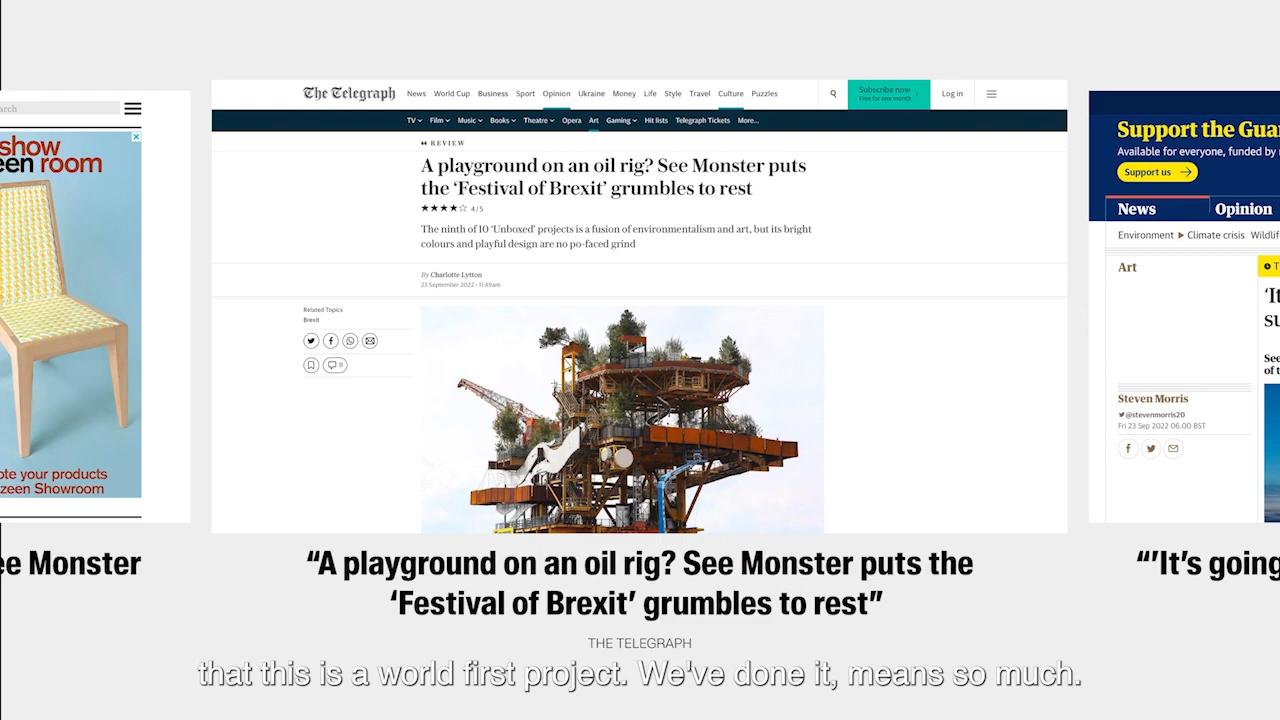 arch
show
een room
ote your products
zeen Showroom
ee Monster
The Telegraph
News World Cup Business Sport Opinion Ukraine Money Life Style Travel Culture Puzzles
Subscribe now
Free for one month
Log in
TV Film Music Books Theatre Opera Art Gaming Hit lists Telegraph Tickets More...
REVIEW
A playground on an oil rig? See Monster puts
the ‘Festival of Brexit’ grumbles to rest
4/5
The ninth of 10 ‘Unboxed’ projects is a fusion of environmentalism and art, but its bright
colours and playful design are no po-faced grind
By Charlotte Lytton
23 September 2022 • 11:49am
Related Topics
Brexit
11
“A playground on an oil rig? See Monster puts the
‘Festival of Brexit’ grumbles to rest”
THE TELEGRAPH
that this is a world first project. We've done it, means so much.
Support the Gua
Available for everyone, funded by
Support us
News Opinion
Environment Climate crisis Wildlif
Art
T
‘It
su
See
of t
Steven Morris
@stevenmorris20
Fri 23 Sep 2022 06.00 BST
“’It’s going